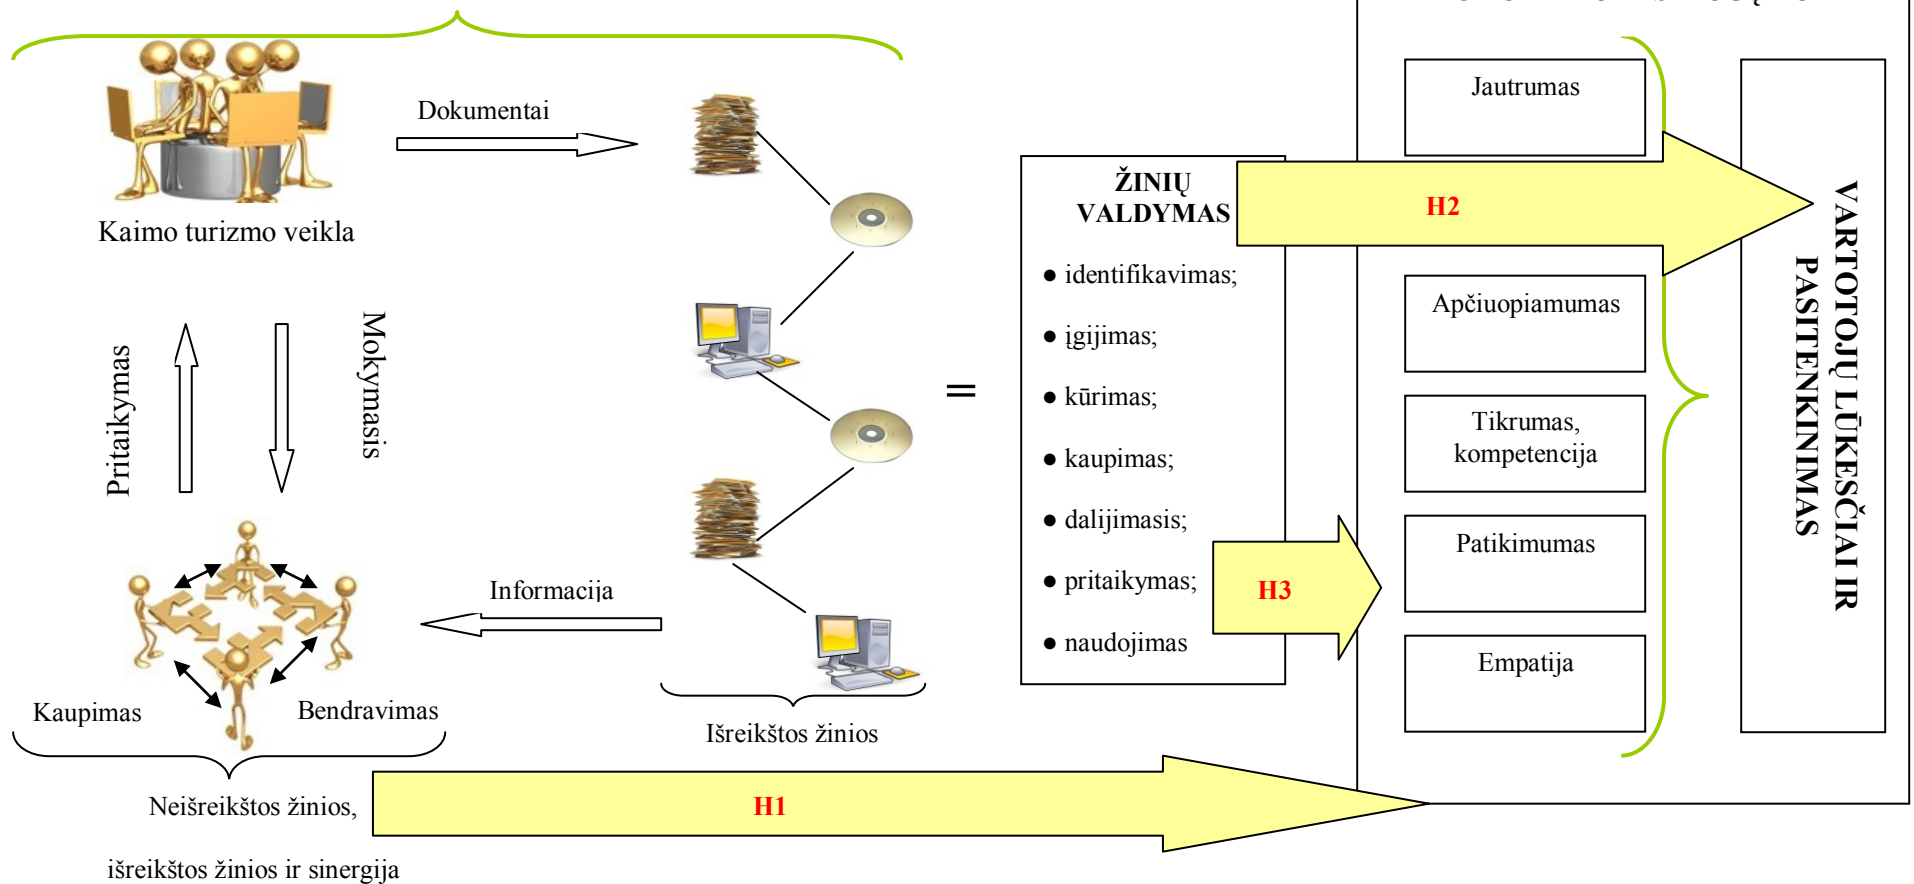 Dokumentai
Kaimo turizmo veikla
Pritaikymas
Mokymasis
Informacija
Kaupimas
Bendravimas
Išreikštos žinios
Neišreikštos žinios,
išreikštos žinios ir sinergija
=
ŽINIŲ
VALDYMAS
● identifikavimas;
● įgijimas;
● kūrimas;
● kaupimas;
● dalijimasis;
● pritaikymas;
● naudojimas
H1
H2
H3
Jautrumas
Apčiuopiamumas
Tikrumas,
kompetencija
Patikimumas
Empatija
VARTOTOJŲ LŪKESČIAI IR
PASITENKINIMAS